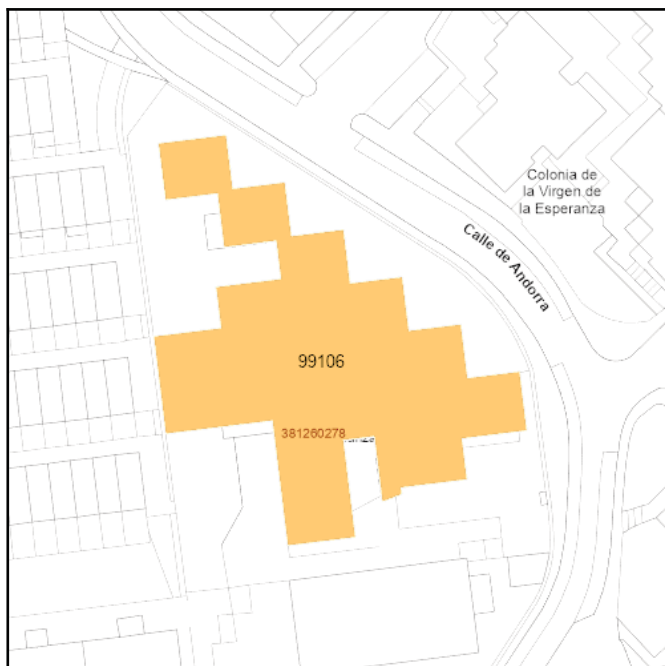 Colonia de
la Virgen de
la Esperanza
Calle de Andorra
99106
381260278